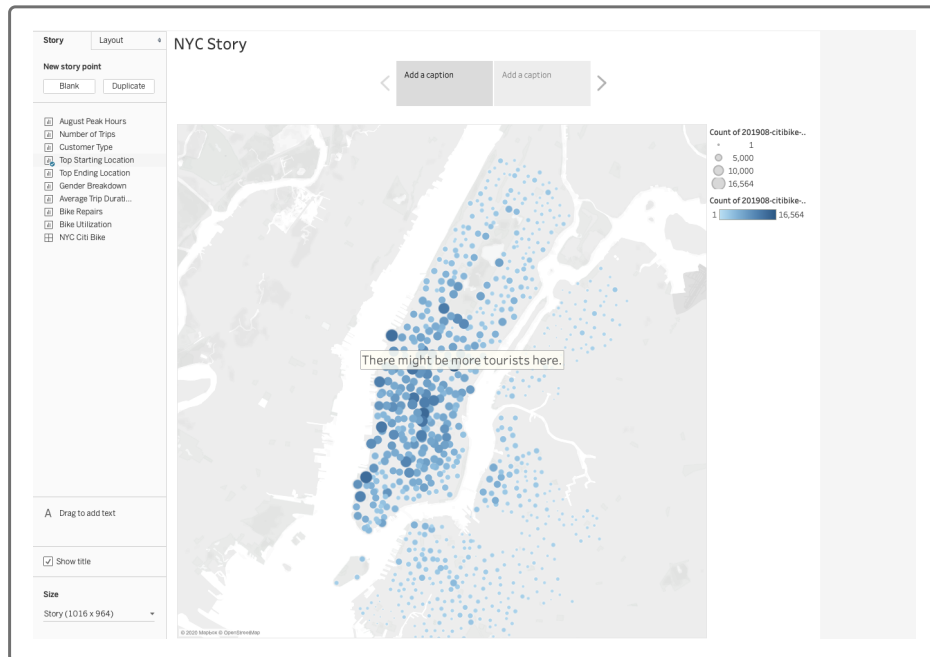 Story
Layout
NYC Story
New story point
Blank
Duplicate
Add a caption
Add a caption
August Peak Hours
Number of Trips
Customer Type
Top Starting Location
Top Ending Location
Gender Breakdown
Average Trip Durati...
Bike Repairs
Bike Utilization
NYC Citi Bike
Count of 201908-citibike-..
1
5,000
10,000
16,564
Count of 201908-citibike-..
1 16,564
There might be more tourists here.
A Drag to add text
Show title
Size
Story (1016 x 964)
© 2020 Mapbox © OpenStreetMap